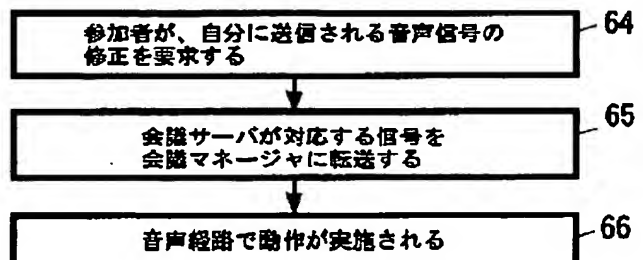 参加者が、自分に送信される音声信号の
修正を要求する
64
会議サーバが対応する信号を
会議マネージャに転送する
65
音声経路で動作が実施される
66